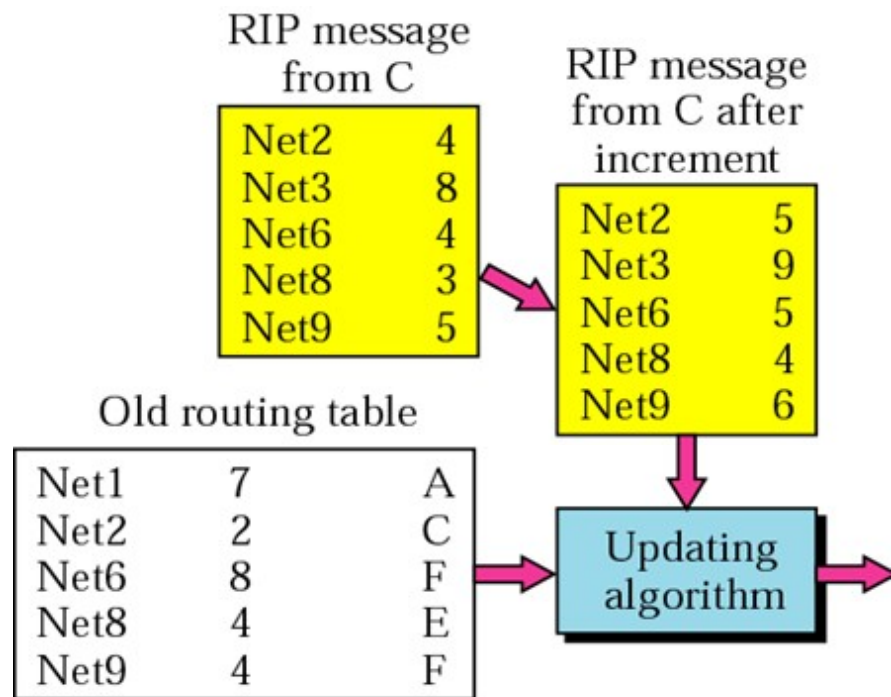 RIP message
from C
Net2 4
Net3 8
Net6 4
Net8 3
Net9 5
RIP message
from C after
increment
Net2 5
Net3 9
Net6 5
Net8 4
Net9 6
Old routing table
Net1 7 A
Net2 2 C
Net6 8 F
Net8 4 E
Net9 4 F
Updating
algorithm